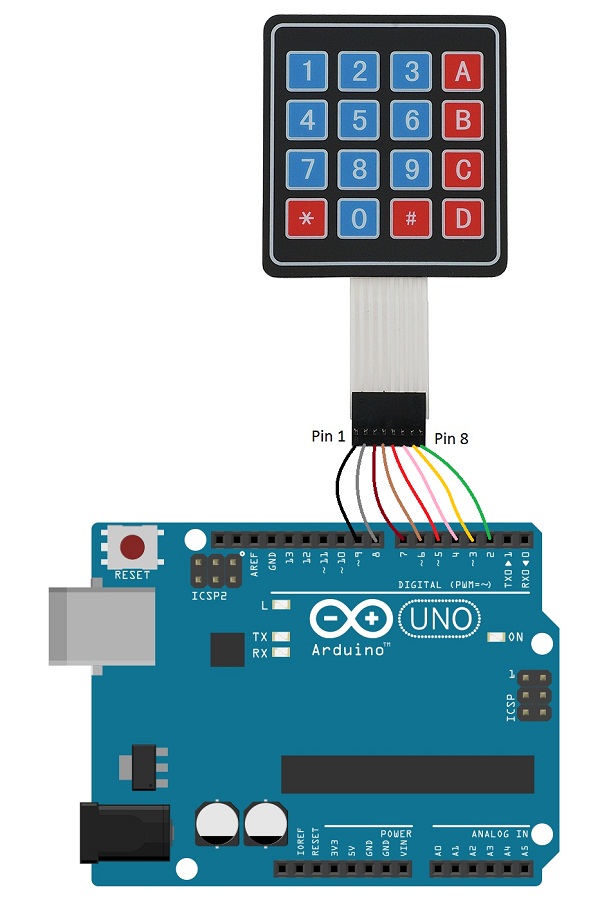 1 2 3 A
4 5 6 B
7 8 9 C
* 0 # D
Pin 1
Pin 8
RESET
ICSP2
AREF
GND
13
12
~11
~10
~9
8
7
~6
~5
4
~3
2
TX0▶1
RX0◀0
DIGITAL (PWM=~)
L
TX
RX
UNO
Arduino™
ON
1
ICSP
IOREF
RESET
3V3
5V
GND
GND
VIN
POWER
ANALOG IN
A0
A1
A2
A3
A4
A5